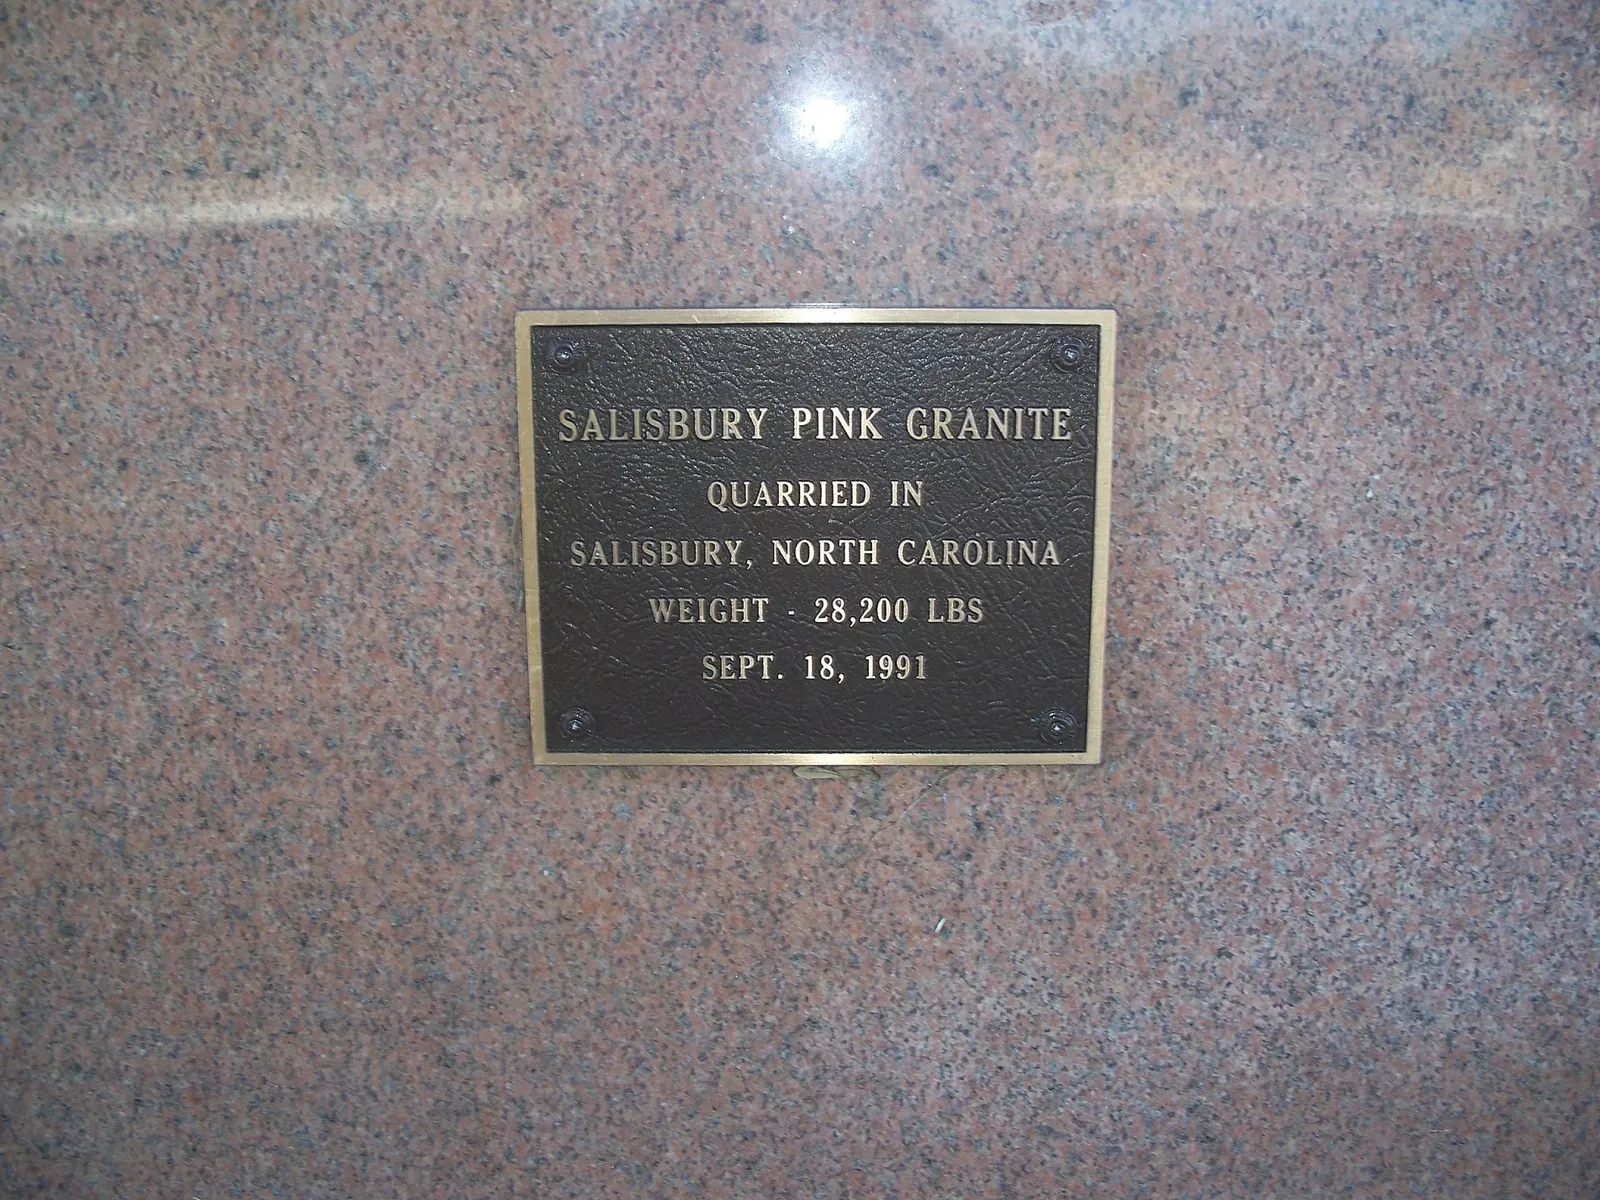 SALISBURY PINK GRANITE
QUARRIED IN
SALISBURY, NORTH CAROLINA
WEIGHT - 28,200 LBS
SEPT. 18, 1991